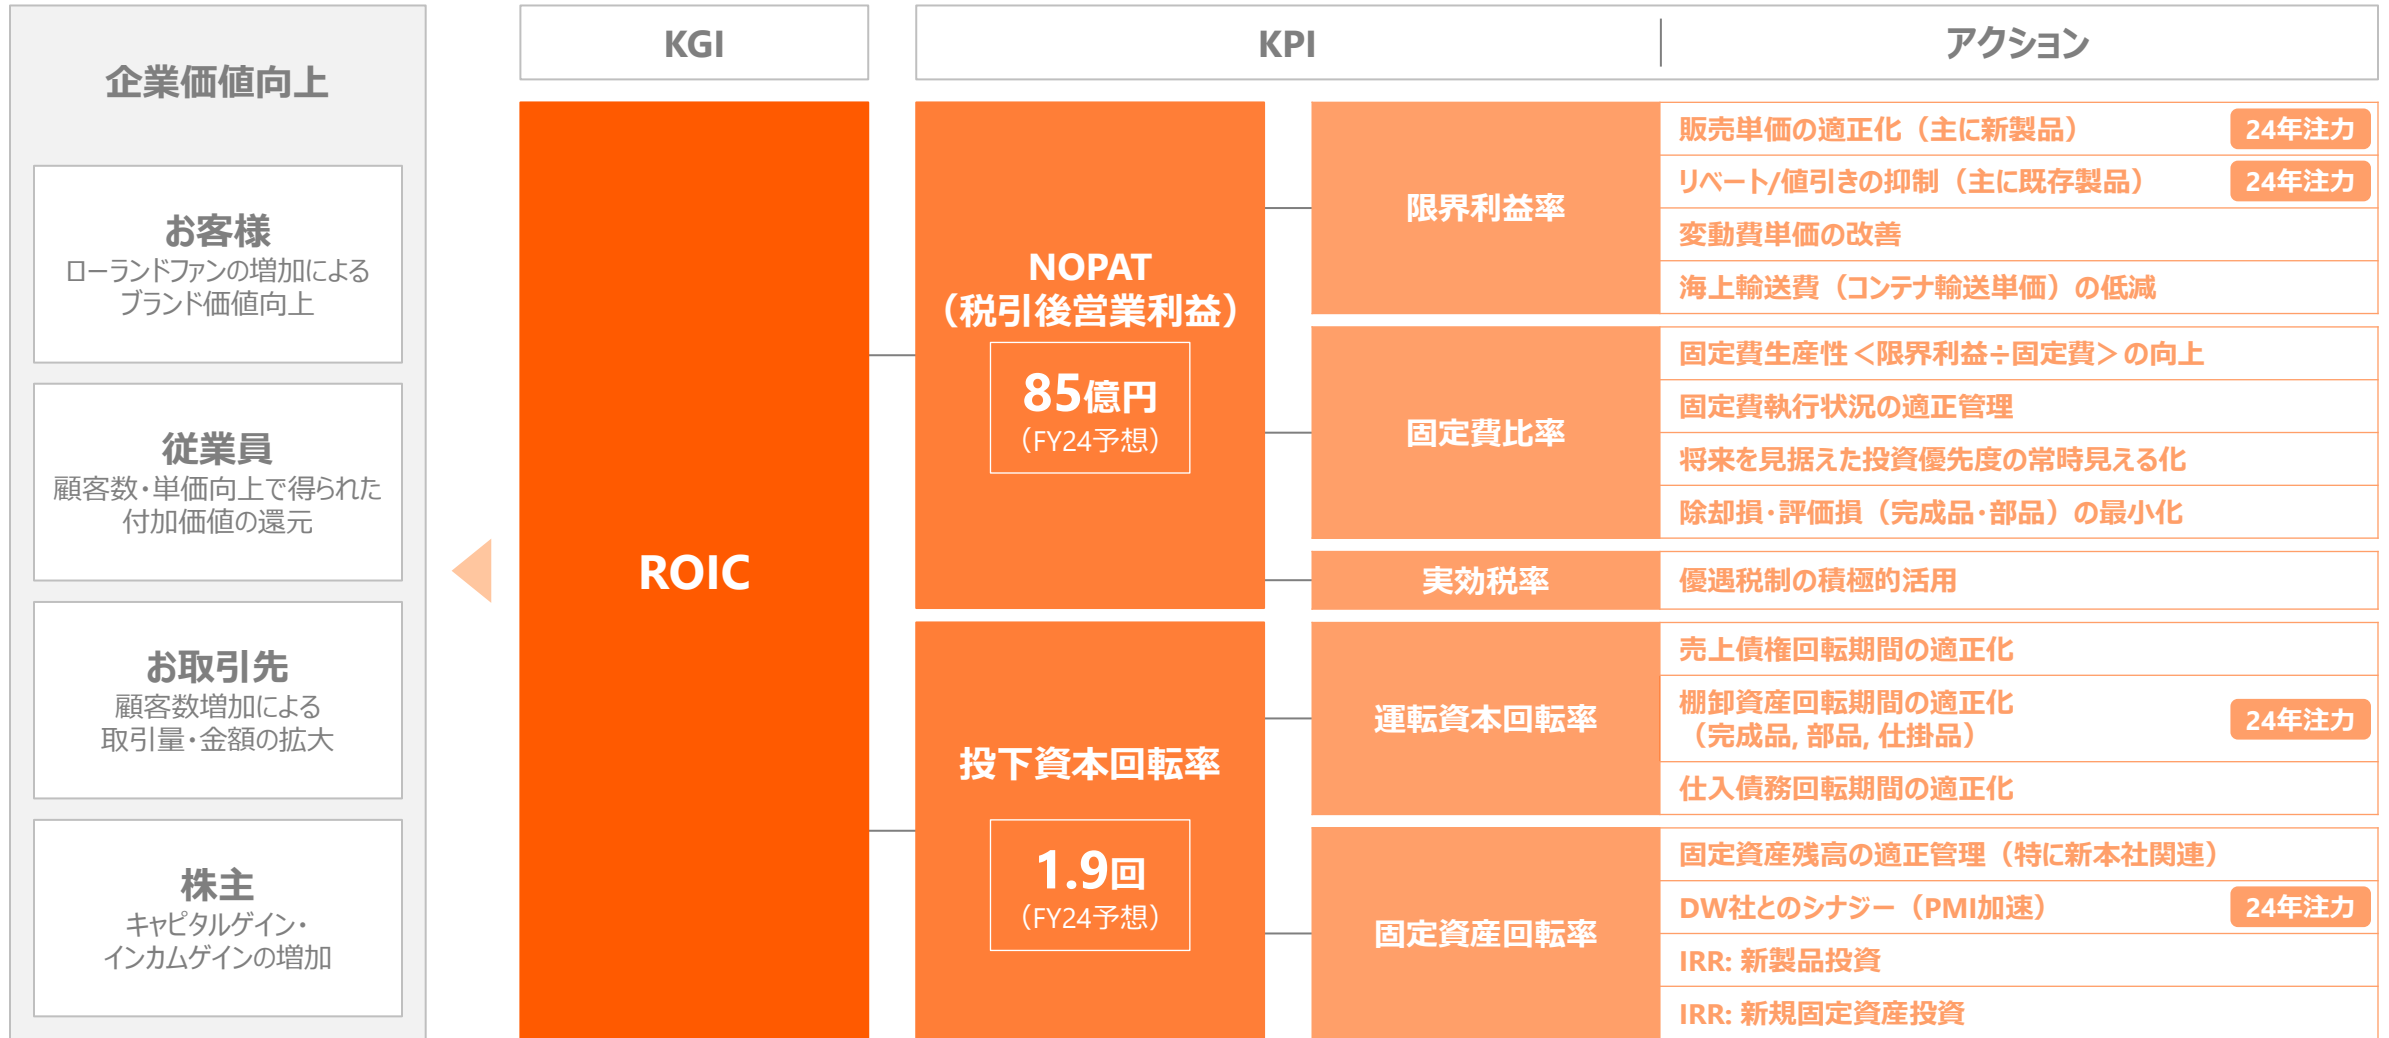 企業価値向上
お客様
ローランドファンの増加による
ブランド価値向上
従業員
顧客数・単価向上で得られた
付加価値の還元
お取引先
顧客数増加による
取引量・金額の拡大
株主
キャピタルゲイン・
インカムゲインの増加
KGI
ROIC
KPI
アクション
NOPAT
（税引後営業利益）
85億円
（FY24予想）
限界利益率
販売単価の適正化（主に新製品）
24年注力
リベート/値引きの抑制（主に既存製品）
24年注力
変動費単価の改善
海上輸送費（コンテナ輸送単価）の低減
固定費比率
固定費生産性＜限界利益÷固定費＞の向上
固定費執行状況の適正管理
将来を見据えた投資優先度の常時見える化
除却損・評価損（完成品・部品）の最小化
実効税率
優遇税制の積極的活用
投下資本回転率
1.9回
（FY24予想）
運転資本回転率
売上債権回転期間の適正化
棚卸資産回転期間の適正化
（完成品, 部品, 仕掛品）
24年注力
仕入債務回転期間の適正化
固定資産回転率
固定資産残高の適正管理（特に新本社関連）
DW社とのシナジー（PMI加速）
24年注力
IRR: 新製品投資
IRR: 新規固定資産投資